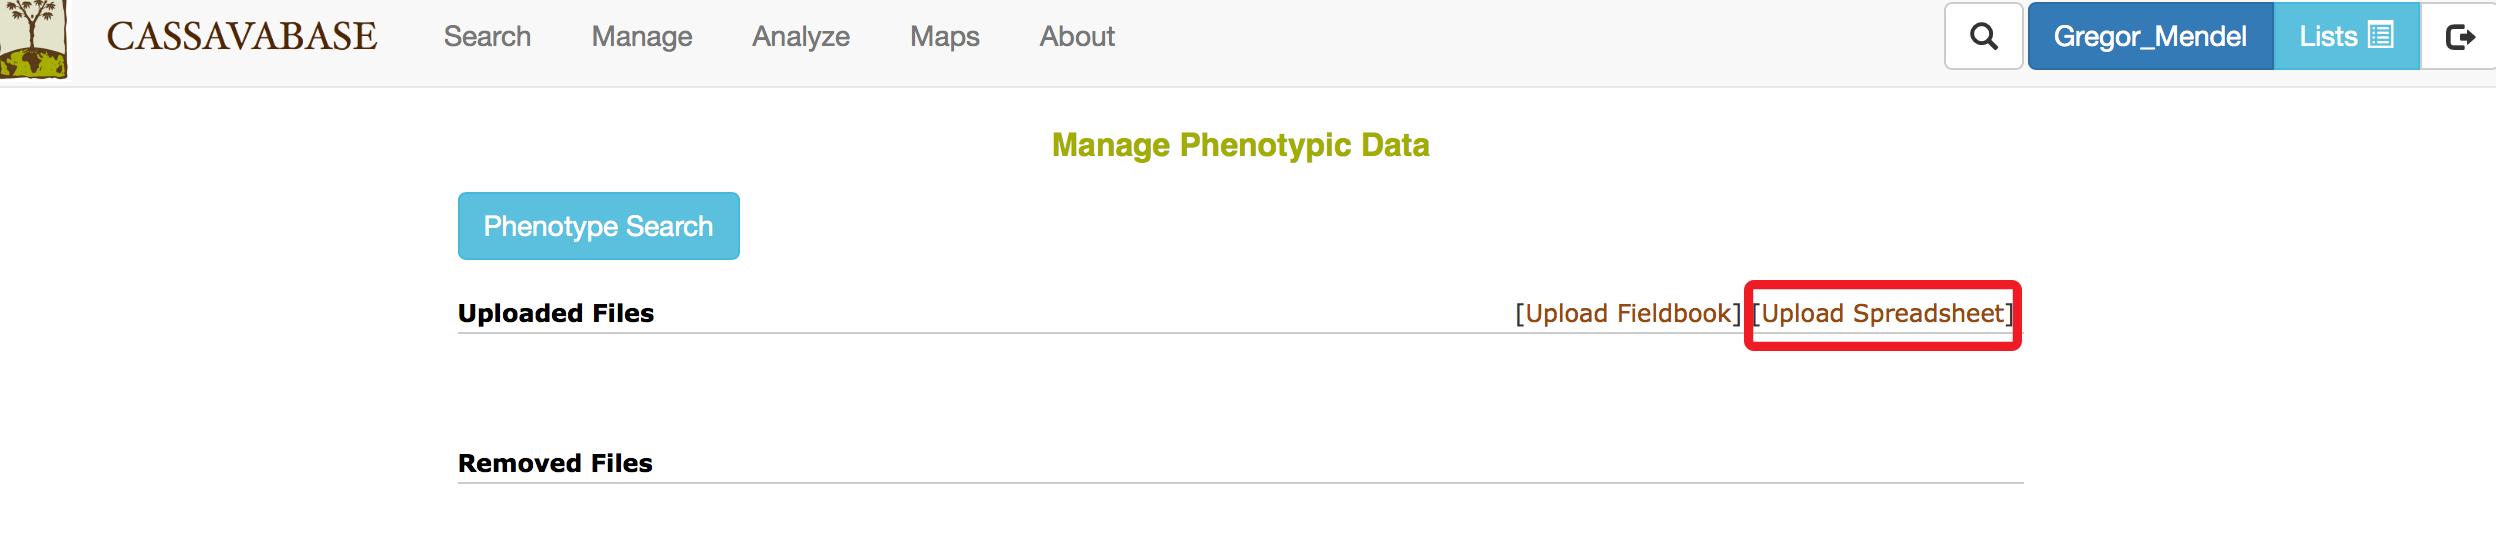 CASSAVABASE Search Manage Analyze Maps About Gregor_Mendel Lists
Manage Phenotypic Data
Phenotype Search
Uploaded Files [Upload Fieldbook] [Upload Spreadsheet]
Removed Files